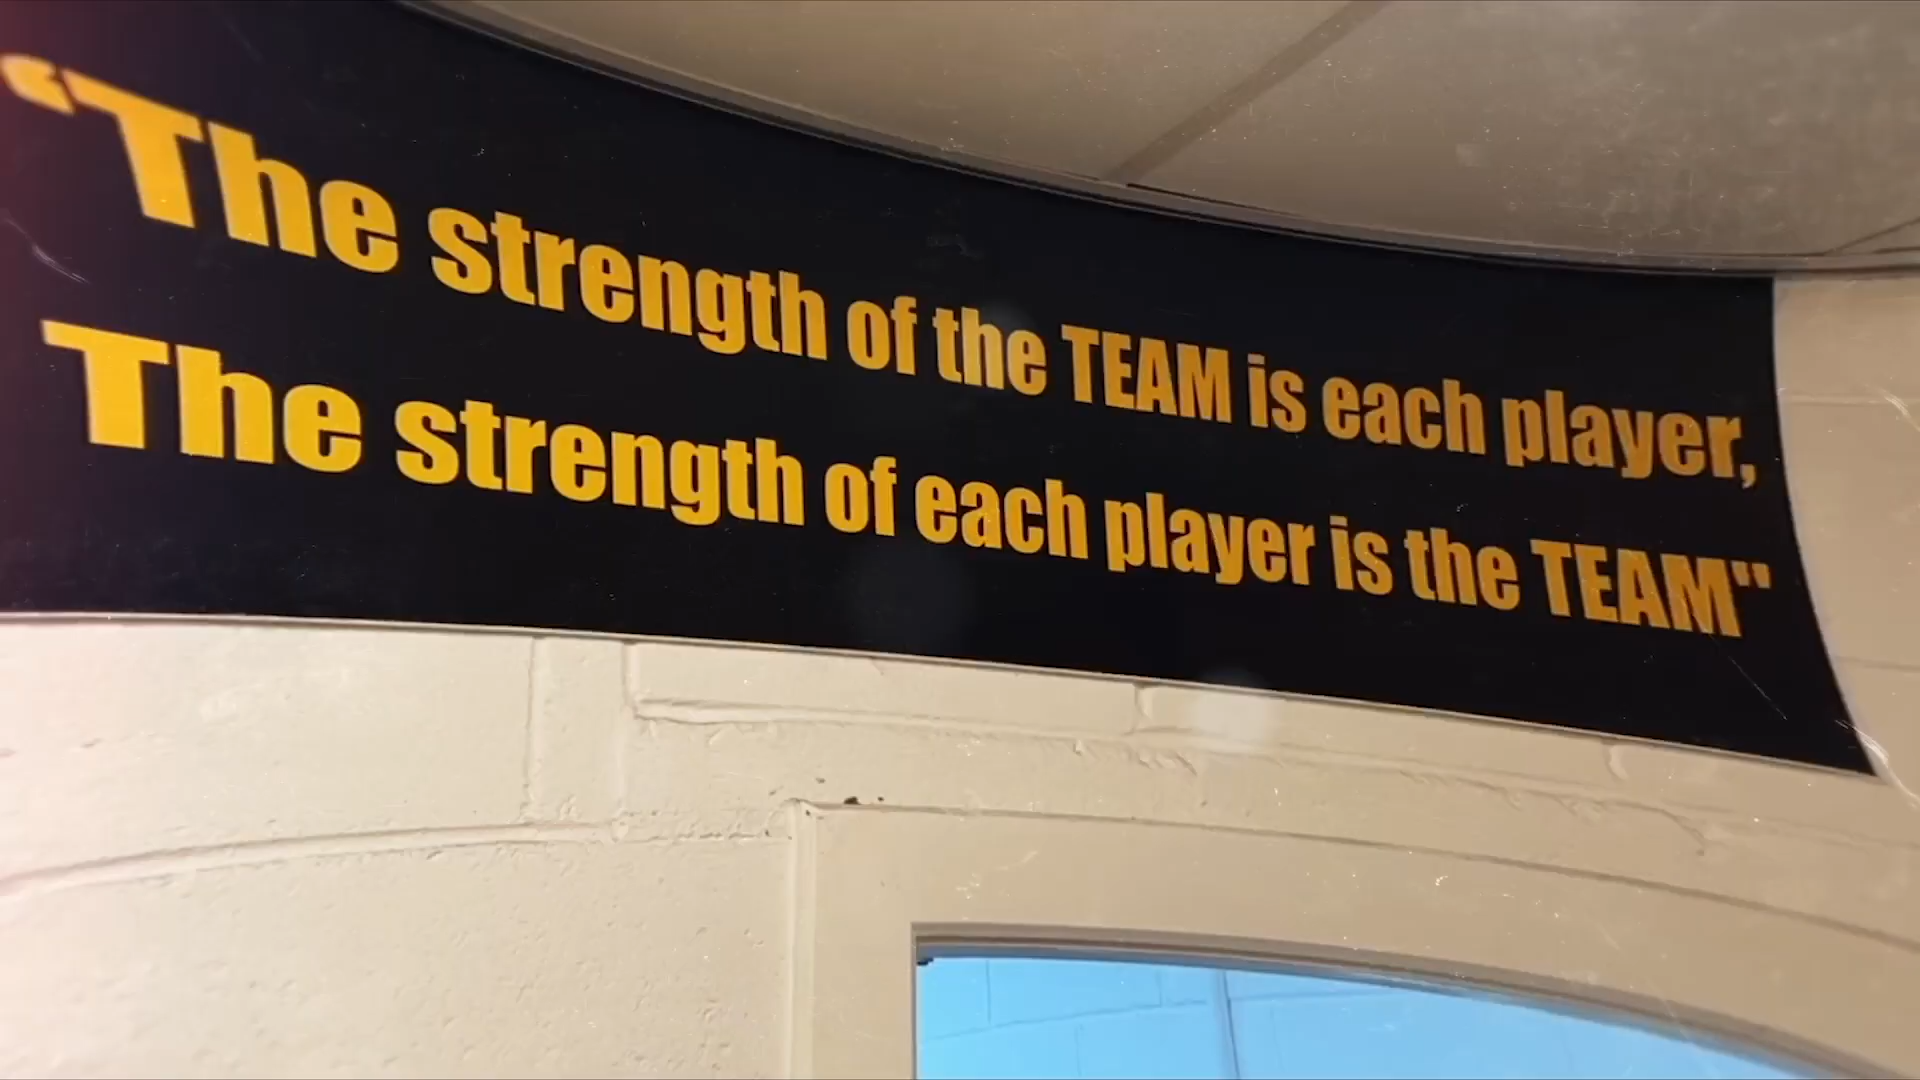 "The strength of the TEAM is each player,
The strength of each player is the TEAM"